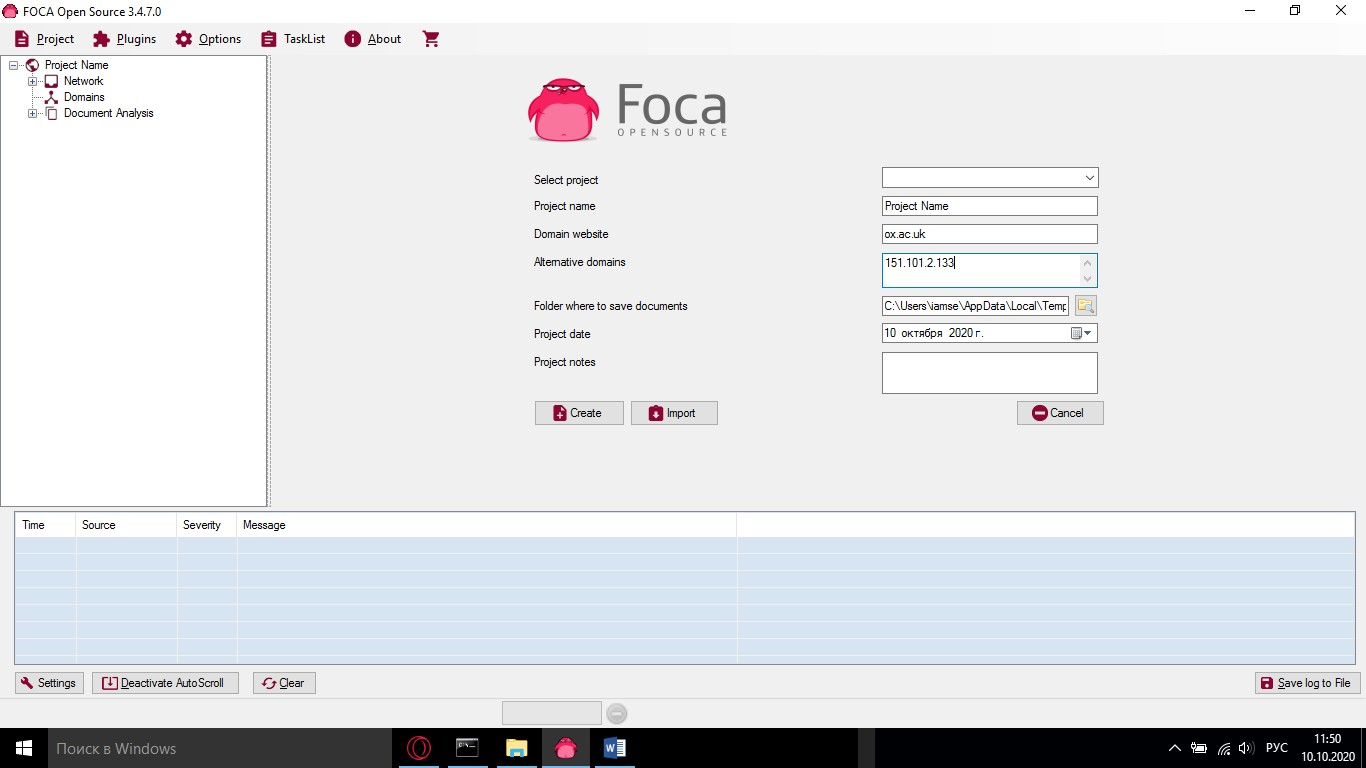 FOCA Open Source 3.4.7.0
Project Plugins Options TaskList About
Project Name
Network
Domains
Document Analysis
Foca
OPENSOURCE
Select project
Project name Project Name
Domain website ox.ac.uk
Alternative domains 151.101.2.133
Folder where to save documents C:\Users\iamse\AppData\Local\Temp
Project date 10 октября 2020 г.
Project notes
Create Import Cancel
Time Source Severity Message
Settings Deactivate AutoScroll Clear Save log to File
Поиск в Windows
РУС
11:50
10.10.2020